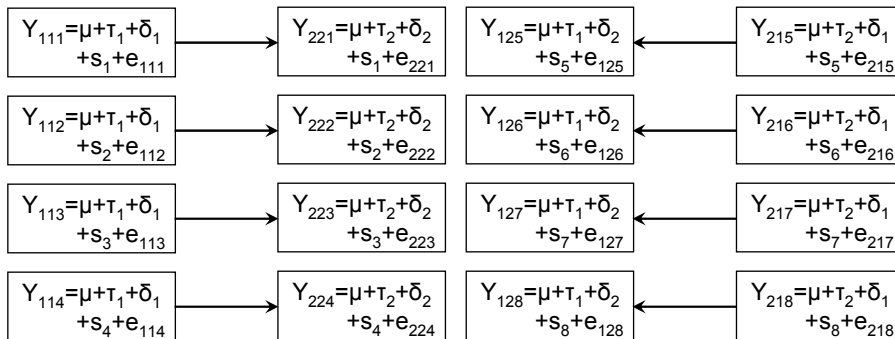 Y₁₁₁=μ+τ₁+δ₁
+s₁+e₁₁₁
Y₂₂₁=μ+τ₂+δ₂
+s₁+e₂₂₁
Y₁₂₅=μ+τ₁+δ₂
+s₅+e₁₂₅
Y₂₁₅=μ+τ₂+δ₁
+s₅+e₂₁₅
Y₁₁₂=μ+τ₁+δ₁
+s₂+e₁₁₂
Y₂₂₂=μ+τ₂+δ₂
+s₂+e₂₂₂
Y₁₂₆=μ+τ₁+δ₂
+s₆+e₁₂₆
Y₂₁₆=μ+τ₂+δ₁
+s₆+e₂₁₆
Y₁₁₃=μ+τ₁+δ₁
+s₃+e₁₁₃
Y₂₂₃=μ+τ₂+δ₂
+s₃+e₂₂₃
Y₁₂₇=μ+τ₁+δ₂
+s₇+e₁₂₇
Y₂₁₇=μ+τ₂+δ₁
+s₇+e₂₁₇
Y₁₁₄=μ+τ₁+δ₁
+s₄+e₁₁₄
Y₂₂₄=μ+τ₂+δ₂
+s₄+e₂₂₄
Y₁₂₈=μ+τ₁+δ₂
+s₈+e₁₂₈
Y₂₁₈=μ+τ₂+δ₁
+s₈+e₂₁₈